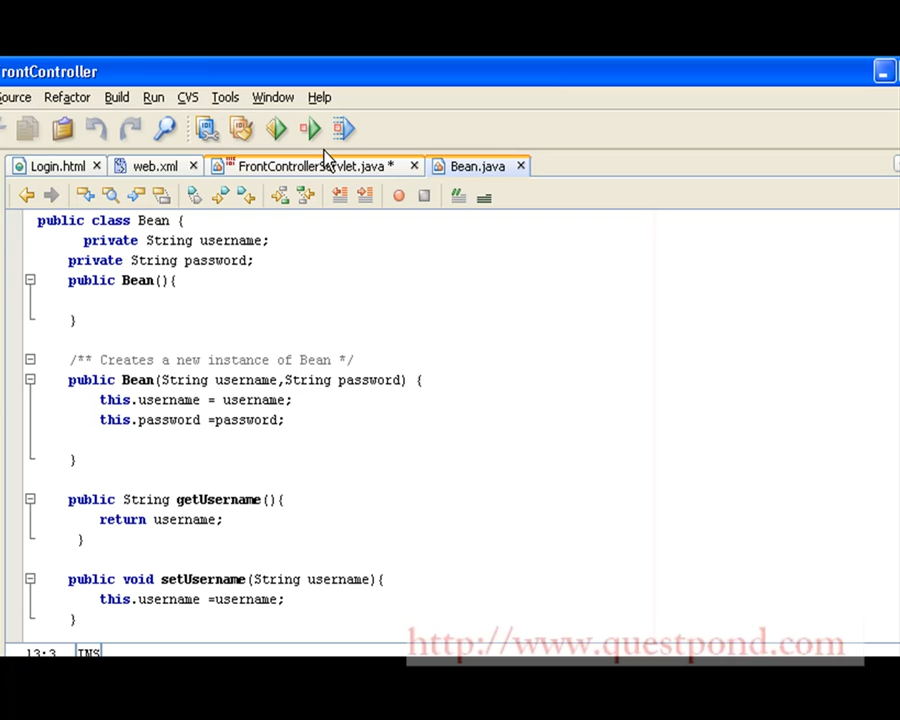 rontController
ource Refactor Build Run CVS Tools Window Help
Login.html web.xml FrontControllerServlet.java * Bean.java
public class Bean {
private String username;
private String password;
public Bean(){
}
/** Creates a new instance of Bean */
public Bean(String username,String password) {
this.username = username;
this.password =password;
}
public String getUsername(){
return username;
}
public void setUsername(String username){
this.username =username;
}
13:3 INS
http://www.questpond.com